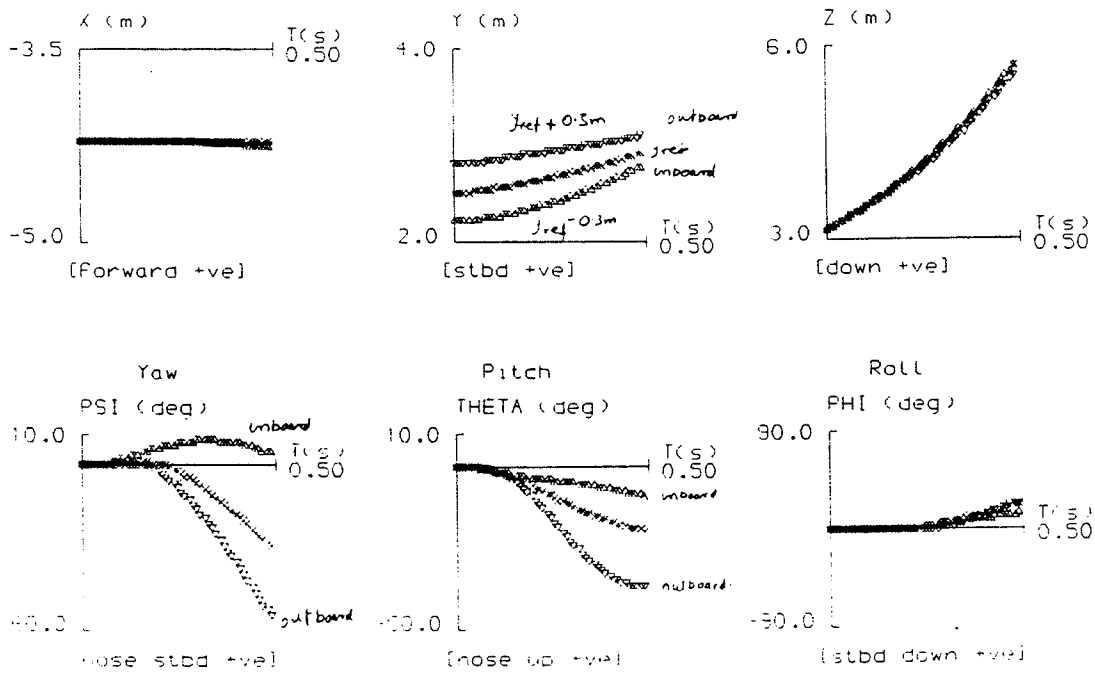 X (m)
-3.5
T(s)
0.50
-5.0
[forward +ve]
Y (m)
4.0
yref + 0.3m
outboard
yref
inboard
yref - 0.3m
2.0
T(s)
0.50
[stbd +ve]
Z (m)
6.0
3.0
T(s)
0.50
[down +ve]
Yaw
PSI (deg)
10.0
inboard
T(s)
0.50
outboard
[nose stbd +ve]
Pitch
THETA (deg)
10.0
T(s)
0.50
inboard
outboard
[nose up +ve]
Roll
PHI (deg)
90.0
T(s)
0.50
-90.0
[stbd down +ve]